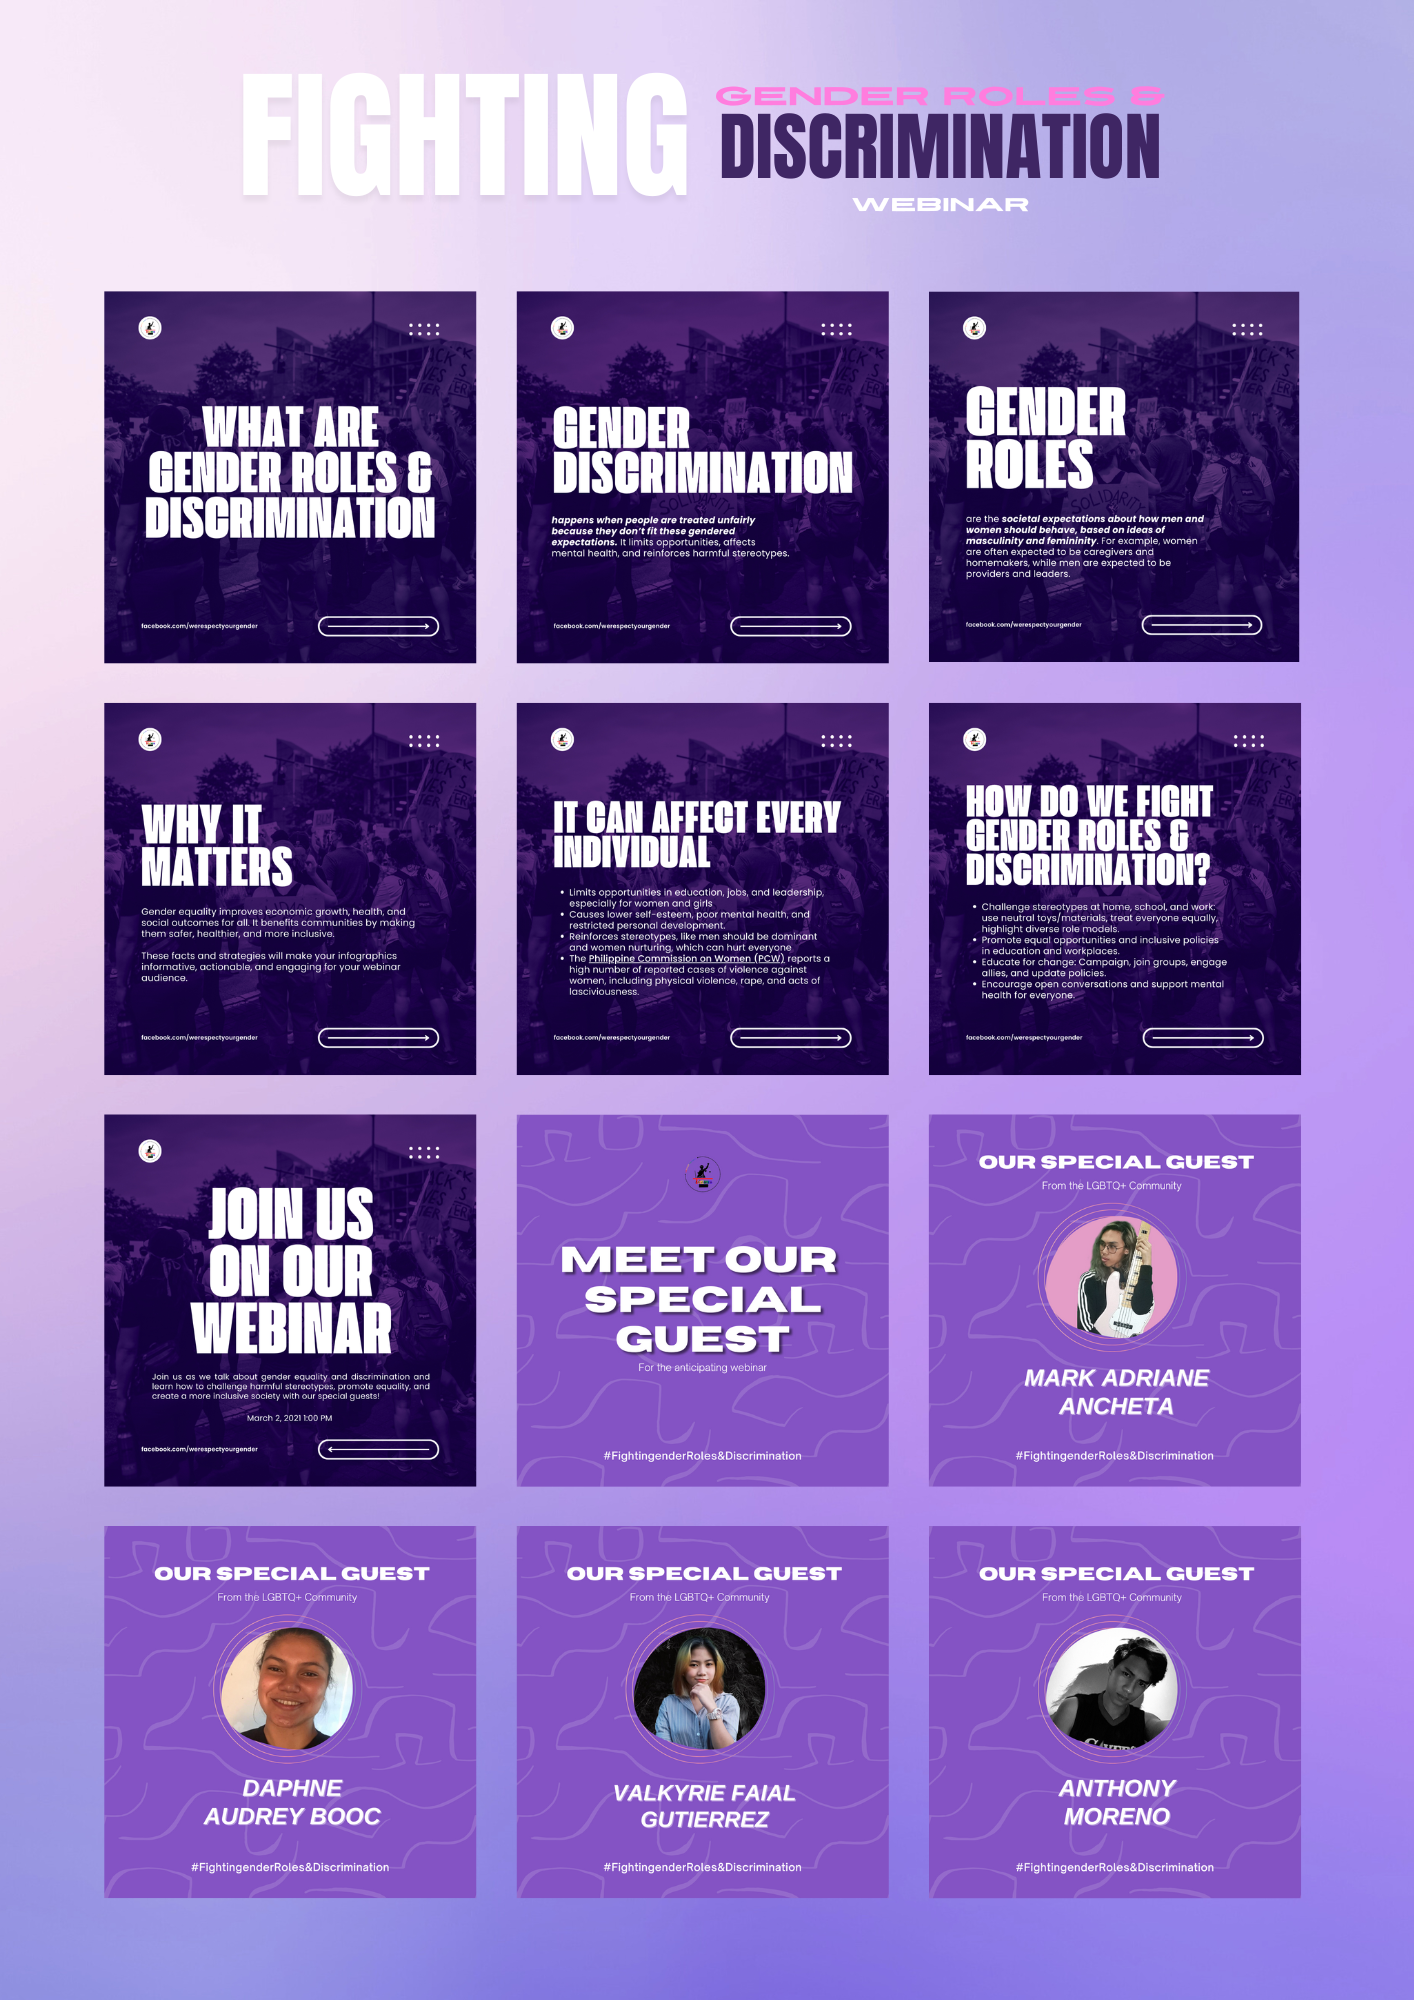 FIGHTING
GENDER ROLES &
DISCRIMINATION
WEBINAR
WHAT ARE
GENDER ROLES &
DISCRIMINATION
facebook.com/werespectyourgender
GENDER
DISCRIMINATION
happens when people are treated unfairly
because they don't fit these gendered
expectations. It limits opportunities, affects
mental health, and reinforces harmful stereotypes.
facebook.com/werespectyourgender
GENDER
ROLES
are the societal expectations about how men and
women should behave, based on ideas of
masculinity and femininity. For example, women
are often expected to be caregivers and
homemakers, while men are expected to be
providers and leaders.
facebook.com/werespectyourgender
WHY IT
MATTERS
Gender equality improves economic growth, health, and
social outcomes for all. It benefits communities by making
them safer, healthier, and more inclusive.
These facts and strategies will make your infographics
informative, actionable, and engaging for your webinar
audience.
facebook.com/werespectyourgender
IT CAN AFFECT EVERY
INDIVIDUAL
• Limits opportunities in education, jobs, and leadership,
especially for women and girls
• Causes lower self-esteem, poor mental health, and
restricted personal development.
• Reinforces stereotypes, like men should be dominant
and women nurturing, which can hurt everyone
• The Philippine Commission on Women (PCW) reports a
high number of reported cases of violence against
women, including physical violence, rape, and acts of
lasciviousness.
facebook.com/werespectyourgender
HOW DO WE FIGHT
GENDER ROLES &
DISCRIMINATION?
• Challenge stereotypes at home, school, and work:
use neutral toys/materials, treat everyone equally,
highlight diverse role models.
• Promote equal opportunities and inclusive policies
in education and workplaces.
• Educate for change: Campaign, join groups, engage
allies, and update policies.
• Encourage open conversations and support mental
health for everyone.
facebook.com/werespectyourgender
JOIN US
ON OUR
WEBINAR
Join us as we talk about gender equality and discrimination and
learn how to challenge harmful stereotypes, promote equality, and
create a more inclusive society with our special guests!
March 2, 2021 1:00 PM
facebook.com/werespectyourgender
MEET OUR
SPECIAL
GUEST
For the anticipating webinar
#FightingenderRoles&Discrimination
OUR SPECIAL GUEST
From the LGBTQ+ Community
MARK ADRIANE
ANCHETA
#FightingenderRoles&Discrimination
OUR SPECIAL GUEST
From the LGBTQ+ Community
DAPHNE
AUDREY BOOC
#FightingenderRoles&Discrimination
OUR SPECIAL GUEST
From the LGBTQ+ Community
VALKYRIE FAIAL
GUTIERREZ
#FightingenderRoles&Discrimination
OUR SPECIAL GUEST
From the LGBTQ+ Community
ANTHONY
MORENO
#FightingenderRoles&Discrimination